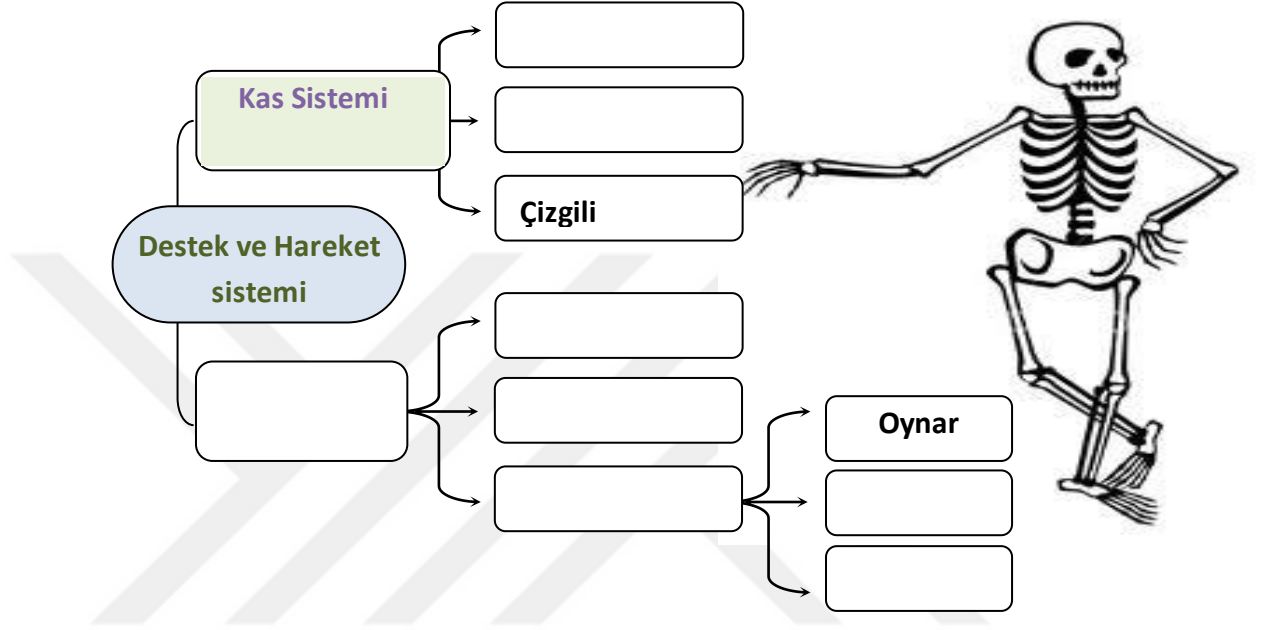 Kas Sistemi
Çizgili
Destek ve Hareket
sistemi
Oynar